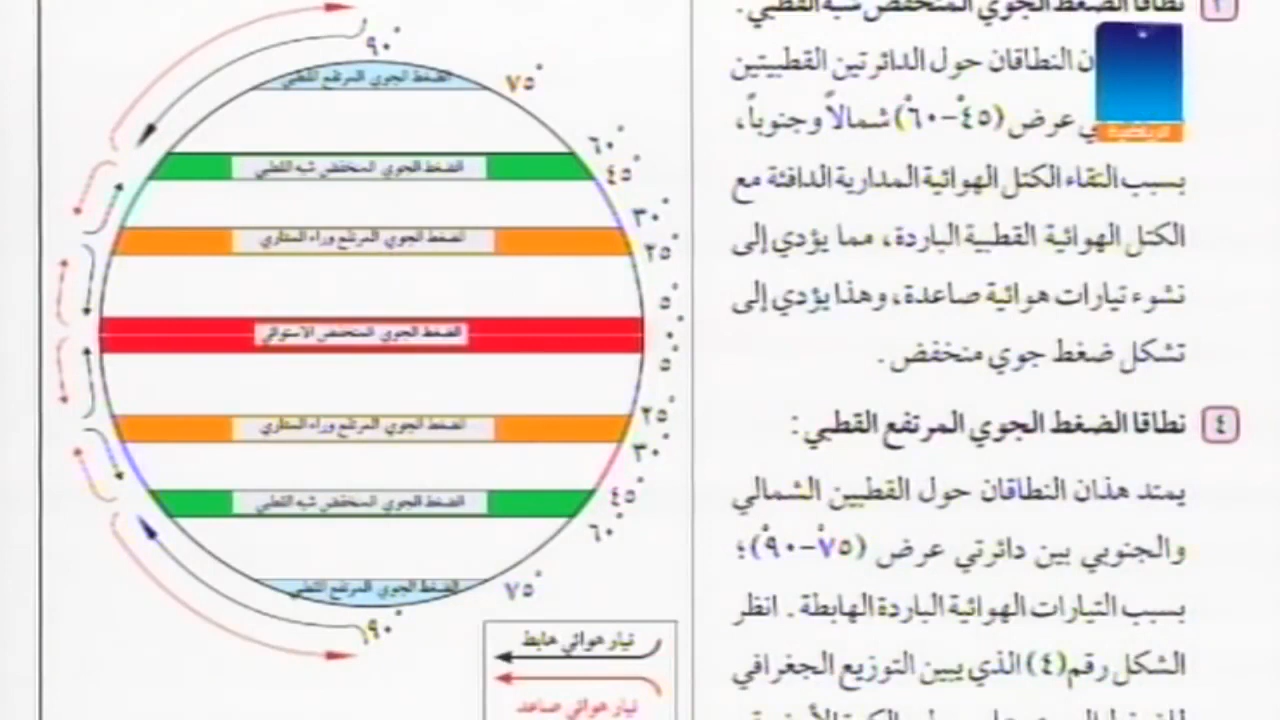 ٣ نطاقا الضغط الجوي المنخفض شبه القطبي.
ن النطاقان حول الدائرتين القطبيتين
ي عرض (٤٥°-٦٠°) شمالاً وجنوباً،
بسبب التقاء الكتل الهوائية المدارية الدافئة مع
الكتل الهوائية القطبية الباردة، مما يؤدي إلى
نشوء تيارات هوائية صاعدة، وهذا يؤدي إلى
تشكل ضغط جوي منخفض.
٤ نطاقا الضغط الجوي المرتفع القطبي:
يمتد هذان النطاقان حول القطبين الشمالي
والجنوبي بين دائرتي عرض (٧٥°-٩٠°)؛
بسبب التيارات الهوائية الباردة الهابطة. انظر
الشكل رقم (٤) الذي يبين التوزيع الجغرافي
الرياضية
٩٠°
الضغط الجوي المرتفع القطبي
٧٥°
٦٠°
الضغط الجوي المنخفض شبه القطبي
٤٥°
٣٠°
الضغط الجوي المرتفع وراء المداري
٢٥°
٥°
الضغط الجوي المنخفض الاستوائي
٠°
٥°
٢٥°
الضغط الجوي المرتفع وراء المداري
٣٠°
٤٥°
الضغط الجوي المنخفض شبه القطبي
٦٠°
٧٥°
الضغط الجوي المرتفع القطبي
٩٠°
تيار هوائي هابط
تيار هوائي صاعد